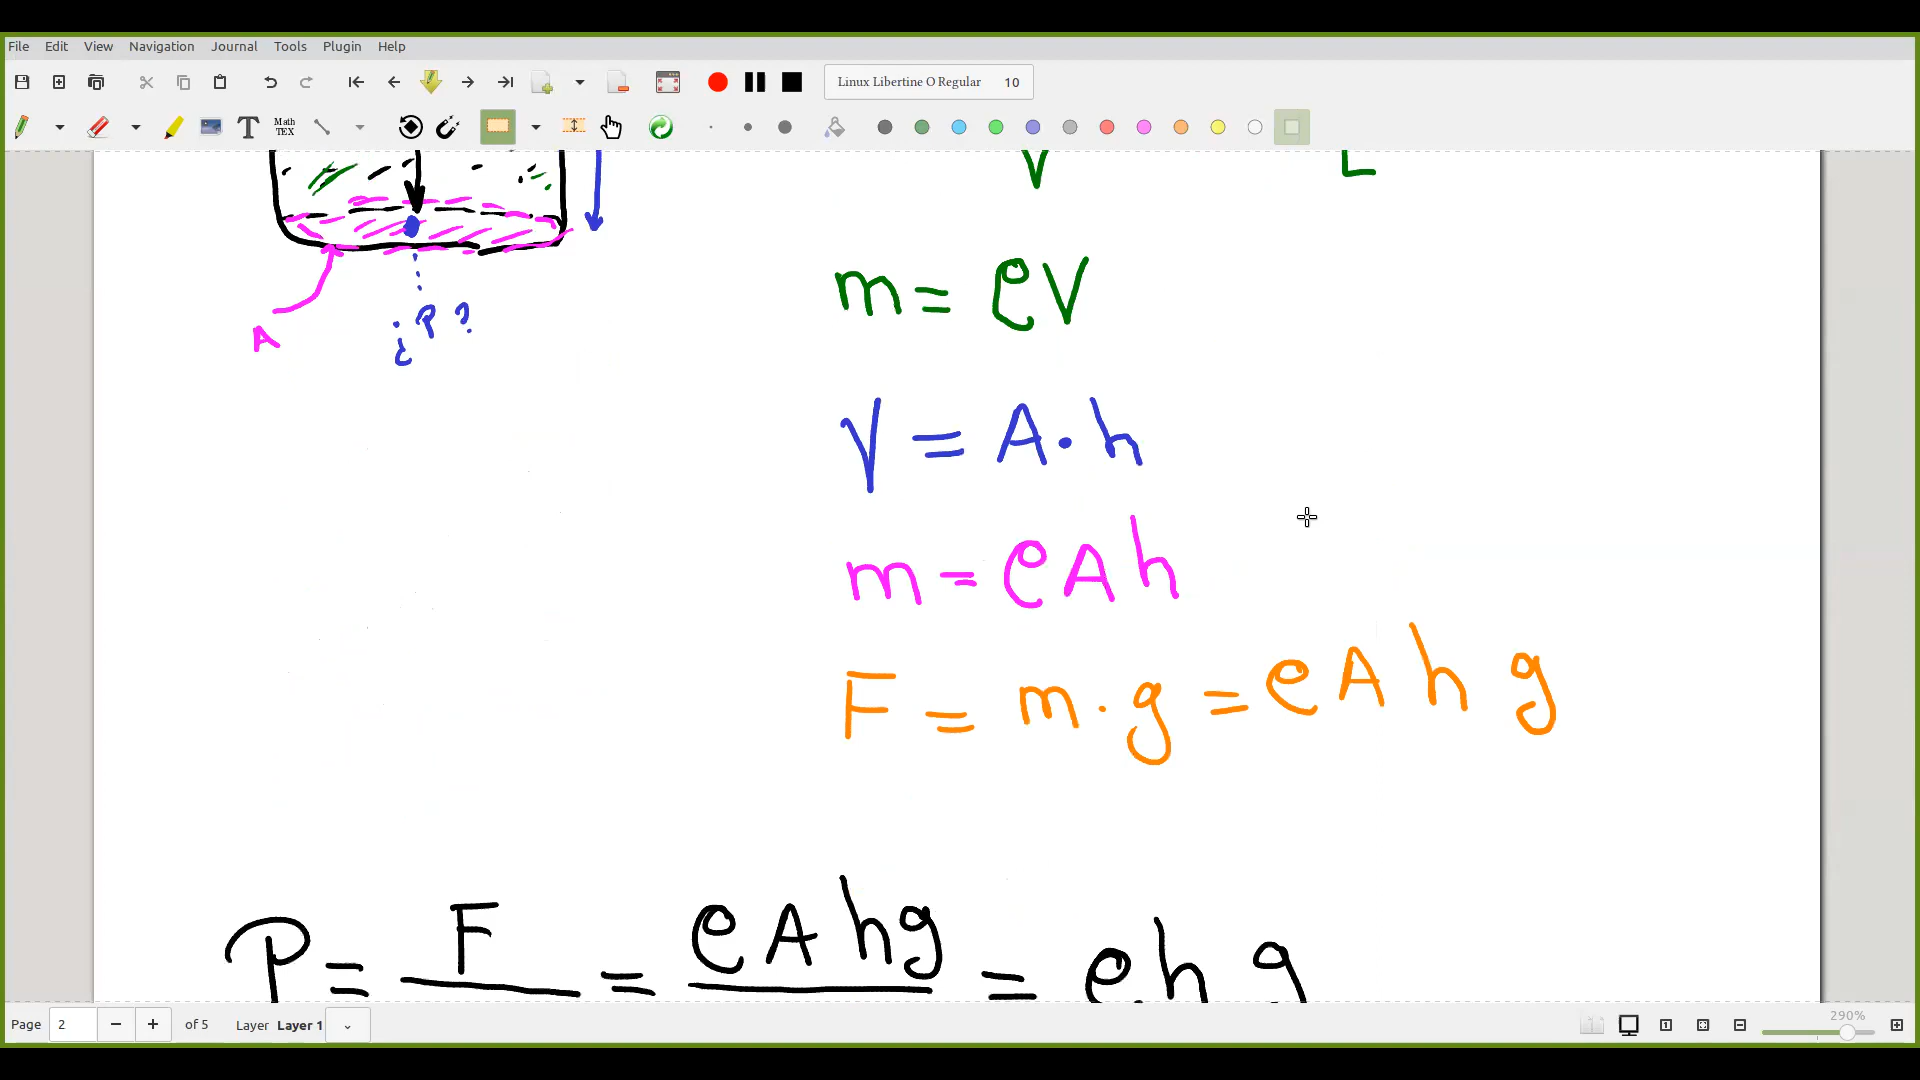 File Edit View Navigation Journal Tools Plugin Help
Linux Libertine O Regular 10
T Math TEX
V L
m = ρV
A ¿P?
V = A · h
m = ρAh
F = m · g = ρAhg
P = F = ρAhg = ρhg
Page 2 of 5 Layer Layer 1 290%